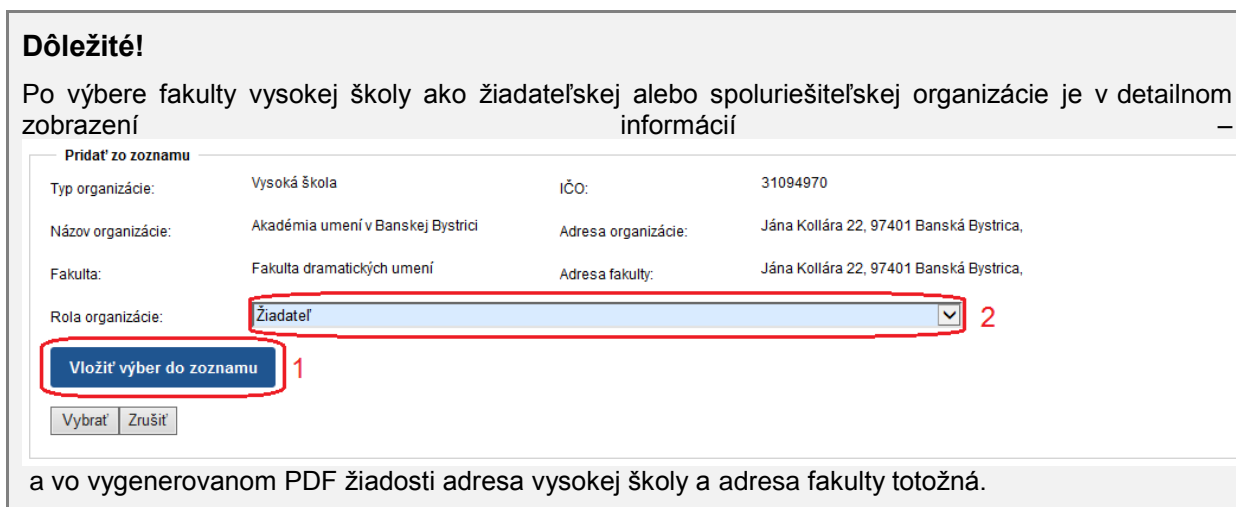 Dôležité!
Po výbere fakulty vysokej školy ako žiadateľskej alebo spoluriešiteľskej organizácie je v detailnom
zobrazení informácií –
Pridať zo zoznamu
Typ organizácie: Vysoká škola IČO: 31094970
Názov organizácie: Akadémia umení v Banskej Bystrici Adresa organizácie: Jána Kollára 22, 97401 Banská Bystrica,
Fakulta: Fakulta dramatických umení Adresa fakulty: Jána Kollára 22, 97401 Banská Bystrica,
Rola organizácie: Žiadateľ 2
Vložiť výber do zoznamu 1
Vybrať Zrušiť
a vo vygenerovanom PDF žiadosti adresa vysokej školy a adresa fakulty totožná.